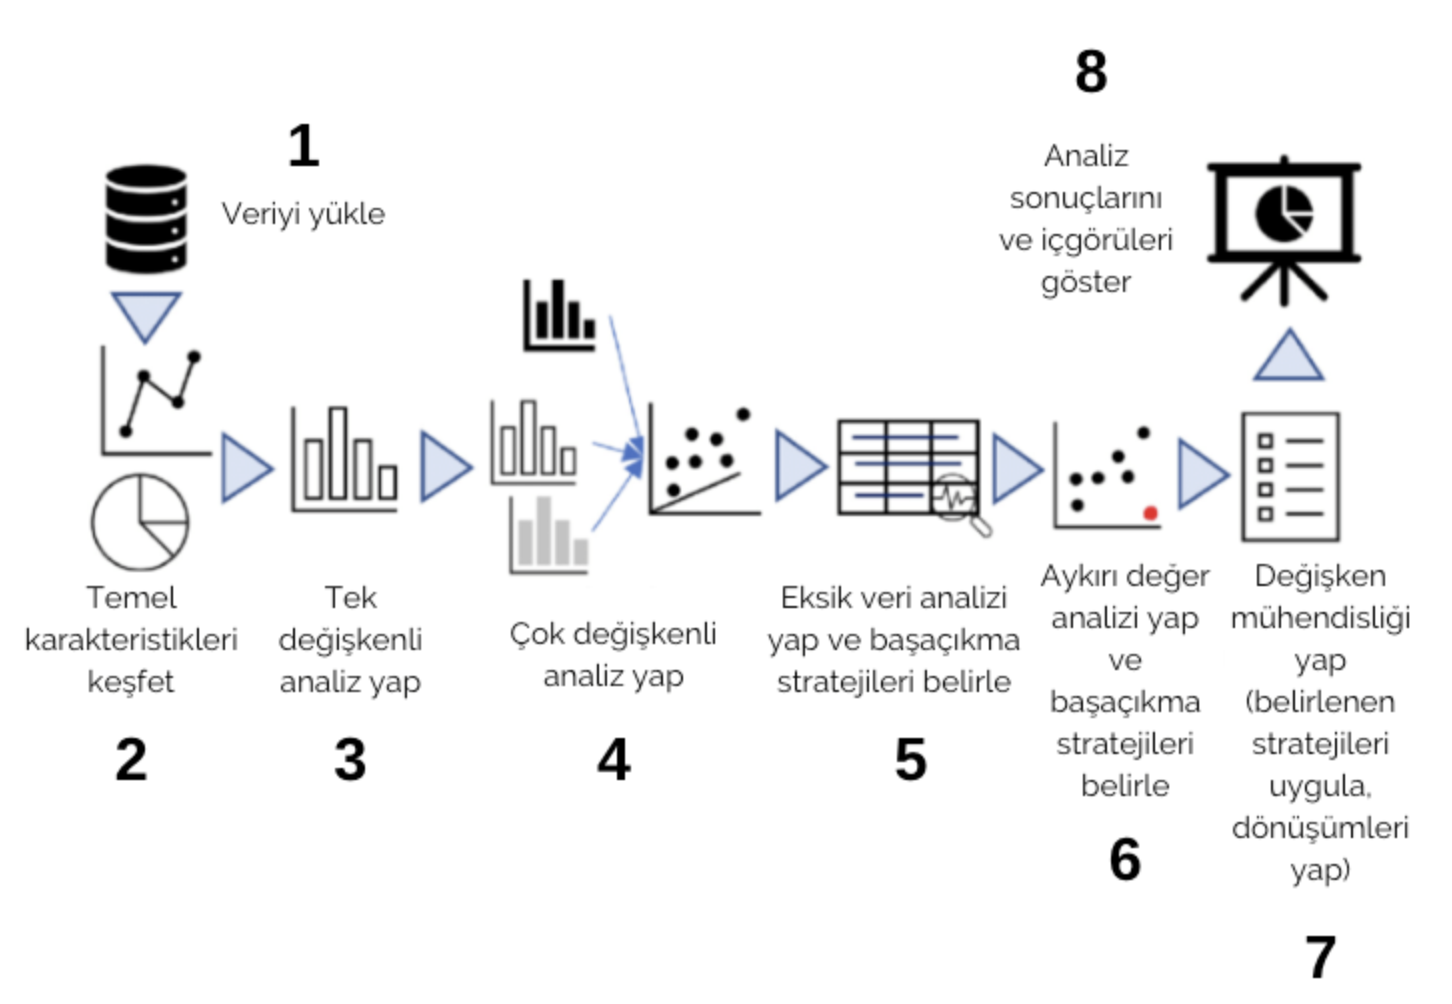 1
Veriyi yükle
Temel
karakteristikleri
keşfet
2
Tek
değişkenli
analiz yap
3
Çok değişkenli
analiz yap
4
Eksik veri analizi
yap ve başaçıkma
stratejileri belirle
5
Aykırı değer
analizi yap
ve
başaçıkma
stratejileri
belirle
6
Değişken
mühendisliği
yap
(belirlenen
stratejileri
uygula,
dönüşümleri
yap)
7
8
Analiz
sonuçlarını
ve içgörüleri
göster